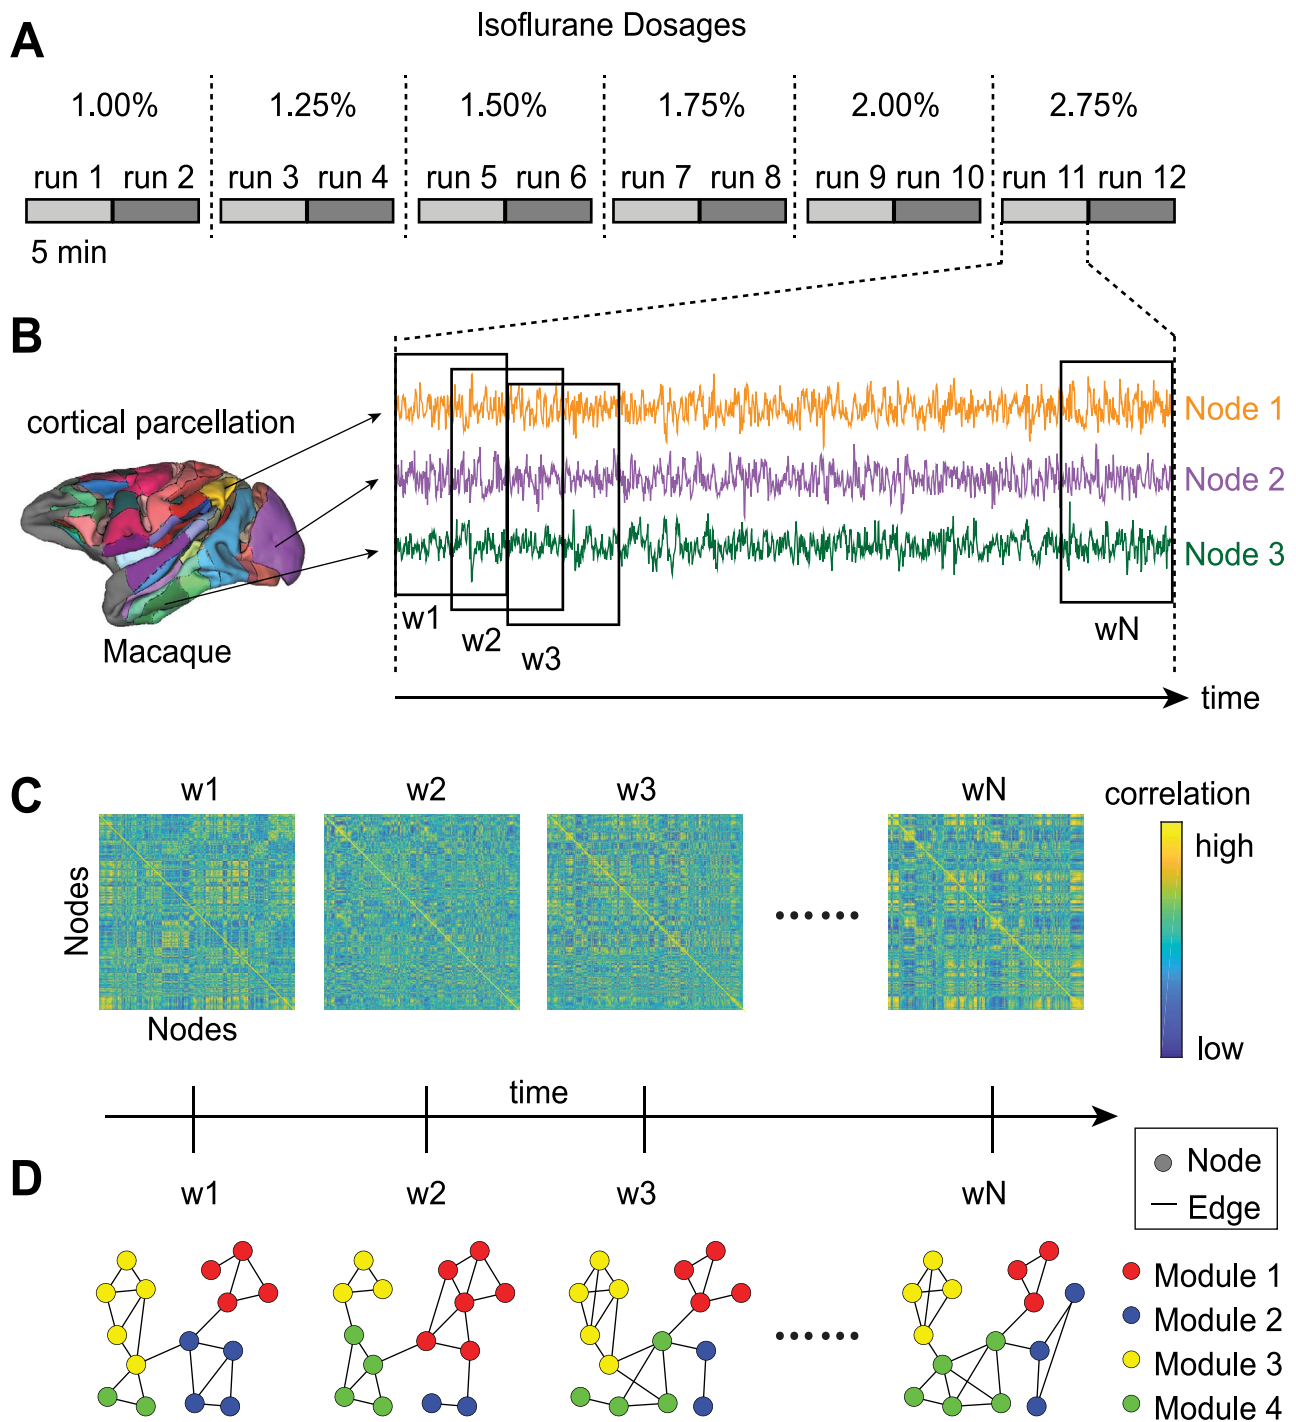 A
Isoflurane Dosages
1.00% 1.25% 1.50% 1.75% 2.00% 2.75%
run 1 run 2 run 3 run 4 run 5 run 6 run 7 run 8 run 9 run 10 run 11 run 12
5 min
B
cortical parcellation
Macaque
Node 1
Node 2
Node 3
w1
w2
w3
wN
time
C
w1 w2 w3 wN
correlation
high
low
Nodes
Nodes
time
D
w1 w2 w3 wN
Node
Edge
Module 1
Module 2
Module 3
Module 4